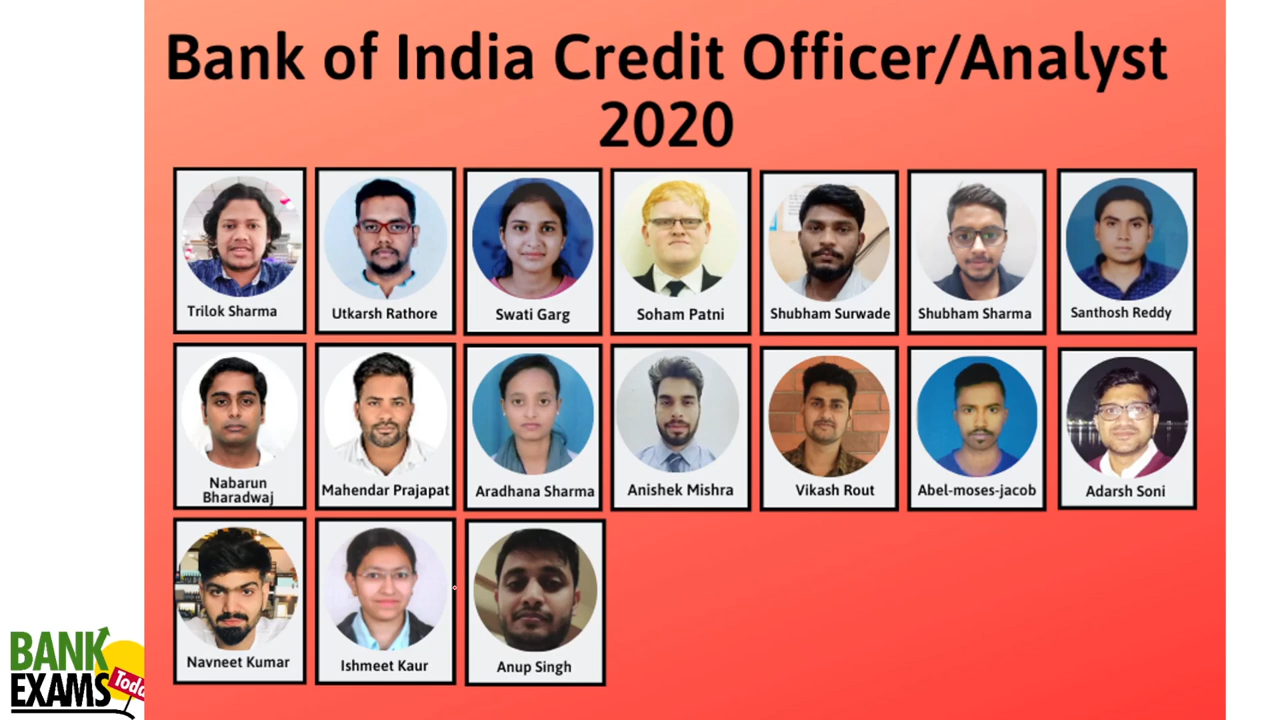 Bank of India Credit Officer/Analyst
2020
Trilok Sharma
Utkarsh Rathore
Swati Garg
Soham Patni
Shubham Surwade
Shubham Sharma
Santhosh Reddy
Nabarun
Bharadwaj
Mahendar Prajapat
Aradhana Sharma
Anishek Mishra
Vikash Rout
Abel-moses-jacob
Adarsh Soni
Navneet Kumar
Ishmeet Kaur
Anup Singh
BANK
EXAMS